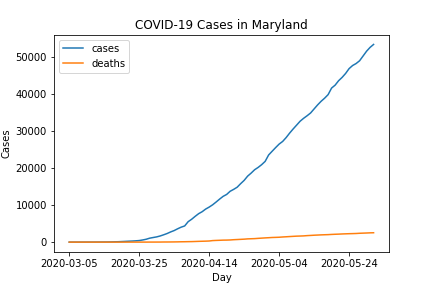 COVID-19 Cases in Maryland
cases
deaths
50000
40000
30000
20000
10000
0
Cases
2020-03-05 2020-03-25 2020-04-14 2020-05-04 2020-05-24
Day